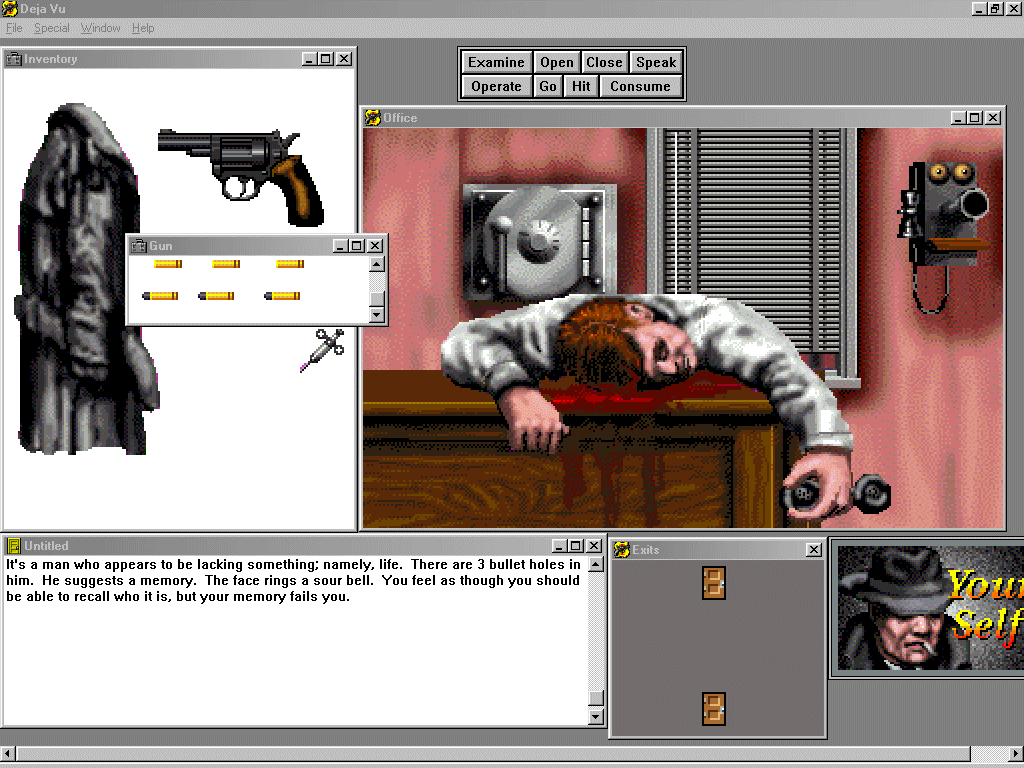 Deja Vu
File Special Window Help
Inventory
Examine Open Close Speak
Operate Go Hit Consume
Office
Gun
Untitled
It's a man who appears to be lacking something; namely, life. There are 3 bullet holes in
him. He suggests a memory. The face rings a sour bell. You feel as though you should
be able to recall who it is, but your memory fails you.
Exits
Your
Self